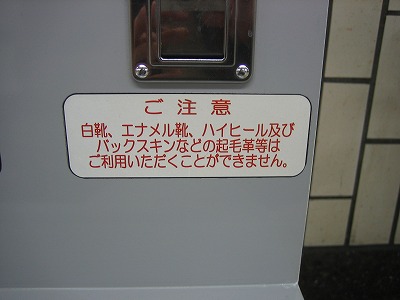 ご注意
白靴、エナメル靴、ハイヒール及び
バックスキンなどの起毛革等は
ご利用いただくことができません。